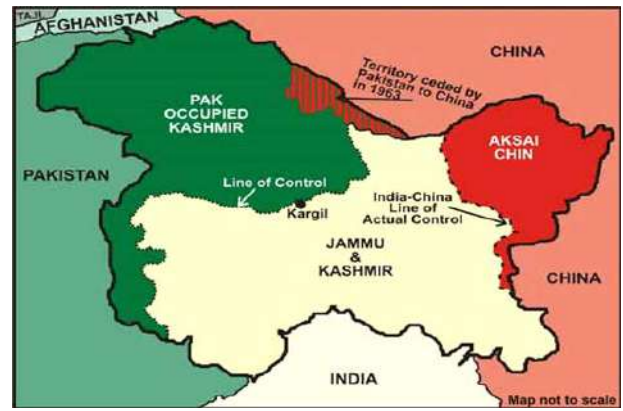 TAJI
AFGHANISTAN
CHINA
Territory ceded by
Pakistan to China
in 1963
PAK
OCCUPIED
KASHMIR
AKSAI
CHIN
PAKISTAN
Line of Control
India-China
Line of
Actual Control
Kargil
JAMMU
&
KASHMIR
CHINA
INDIA
Map not to scale